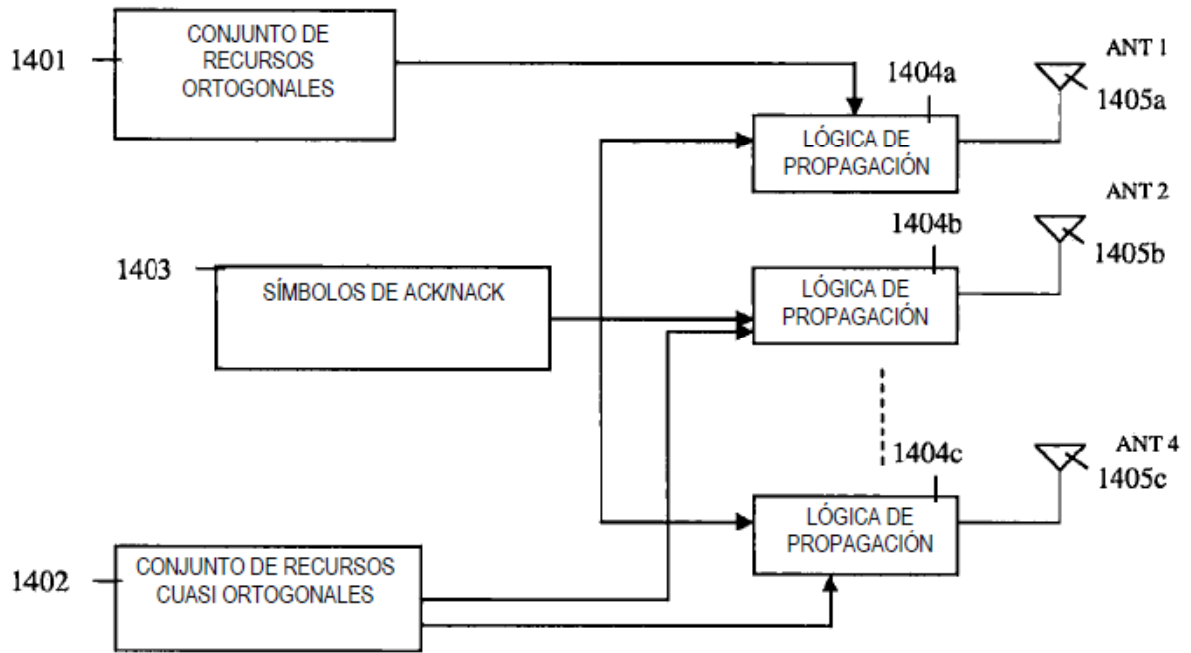 1401
CONJUNTO DE
RECURSOS
ORTOGONALES
1404a
ANT 1
1405a
LÓGICA DE
PROPAGACIÓN
ANT 2
1404b
1405b
1403
SÍMBOLOS DE ACK/NACK
LÓGICA DE
PROPAGACIÓN
1404c
ANT 4
1405c
LÓGICA DE
PROPAGACIÓN
1402
CONJUNTO DE RECURSOS
CUASI ORTOGONALES